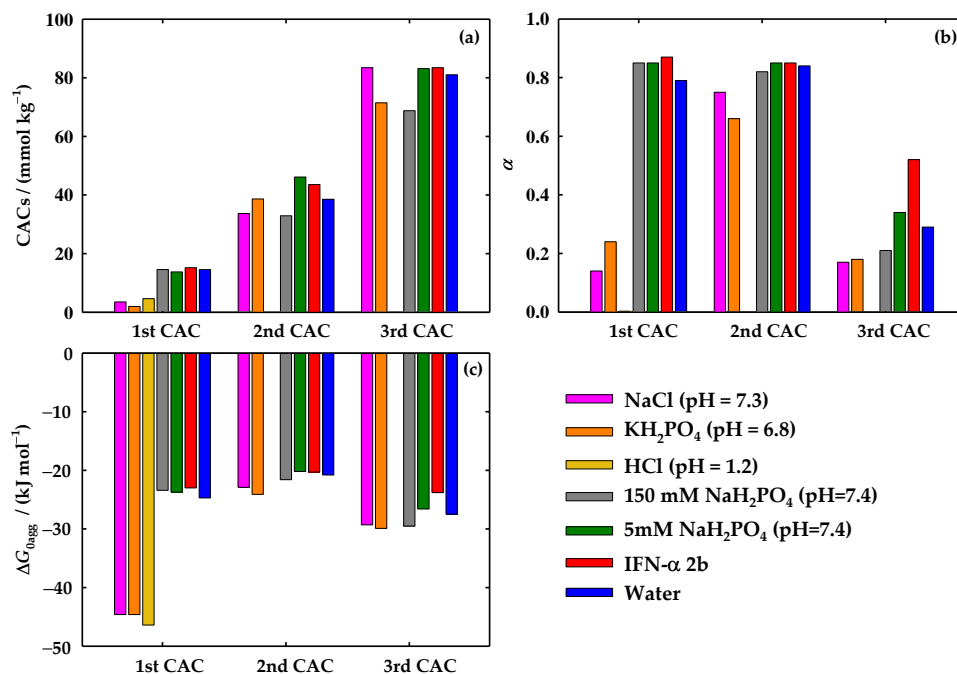 (a)
CACs / (mmol kg⁻¹)
100
80
60
40
20
0
1st CAC 2nd CAC 3rd CAC
(b)
α
1.0
0.8
0.6
0.4
0.2
0.0
1st CAC 2nd CAC 3rd CAC
(c)
ΔG₀agg / (kJ mol⁻¹)
0
−10
−20
−30
−40
−50
1st CAC 2nd CAC 3rd CAC
NaCl (pH = 7.3)
KH₂PO₄ (pH = 6.8)
HCl (pH = 1.2)
150 mM NaH₂PO₄ (pH=7.4)
5mM NaH₂PO₄ (pH=7.4)
IFN-α 2b
Water